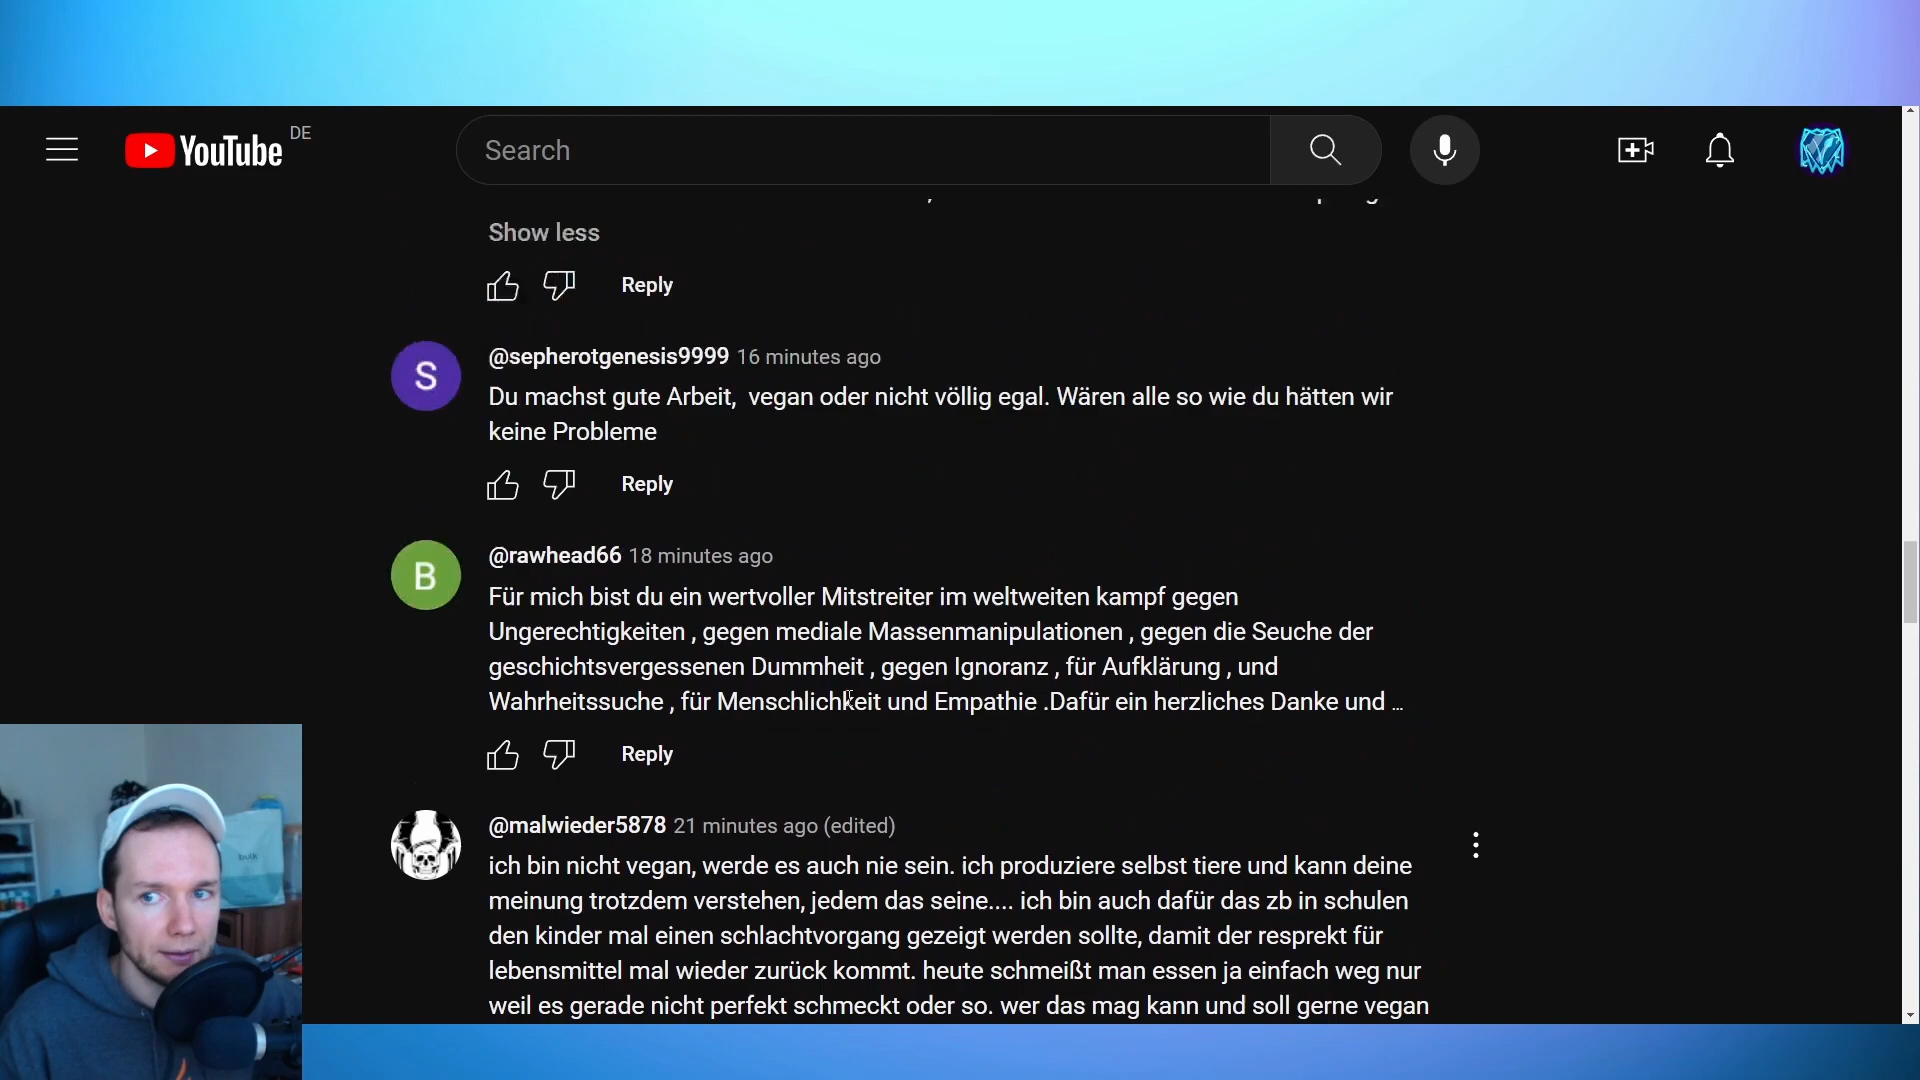 YouTube DE
Search
Show less
Reply
S
@sepherotgenesis9999 16 minutes ago
Du machst gute Arbeit,  vegan oder nicht völlig egal. Wären alle so wie du hätten wir
keine Probleme
Reply
B
@rawhead66 18 minutes ago
Für mich bist du ein wertvoller Mitstreiter im weltweiten kampf gegen
Ungerechtigkeiten , gegen mediale Massenmanipulationen , gegen die Seuche der
geschichtsvergessenen Dummheit , gegen Ignoranz , für Aufklärung , und
Wahrheitssuche , für Menschlichkeit und Empathie .Dafür ein herzliches Danke und ...
Reply
@malwieder5878 21 minutes ago (edited)
ich bin nicht vegan, werde es auch nie sein. ich produziere selbst tiere und kann deine
meinung trotzdem verstehen, jedem das seine.... ich bin auch dafür das zb in schulen
den kinder mal einen schlachtvorgang gezeigt werden sollte, damit der resprekt für
lebensmittel mal wieder zurück kommt. heute schmeißt man essen ja einfach weg nur
weil es gerade nicht perfekt schmeckt oder so. wer das mag kann und soll gerne vegan
bulk